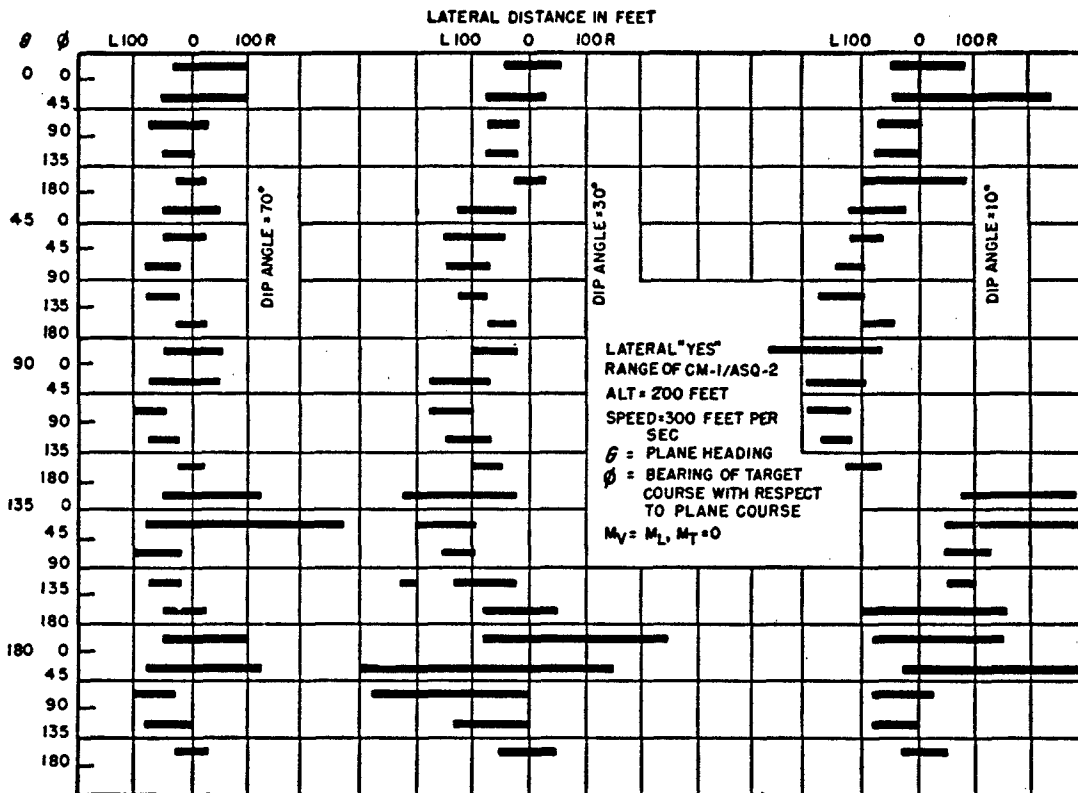 LATERAL DISTANCE IN FEET
θ φ L100 0 100R L100 0 100R L100 0 100R
0 0
45
90
135
180
45 0
45
90
135
180
90 0
45
90
135
180
135 0
45
90
135
180
180 0
45
90
135
180
DIP ANGLE = 70°
DIP ANGLE = 30°
DIP ANGLE = 10°
LATERAL "YES"
RANGE OF CM-1/ASQ-2
ALT = 200 FEET
SPEED = 300 FEET PER
SEC
θ = PLANE HEADING
φ = BEARING OF TARGET
COURSE WITH RESPECT
TO PLANE COURSE
MV = ML, MT = 0